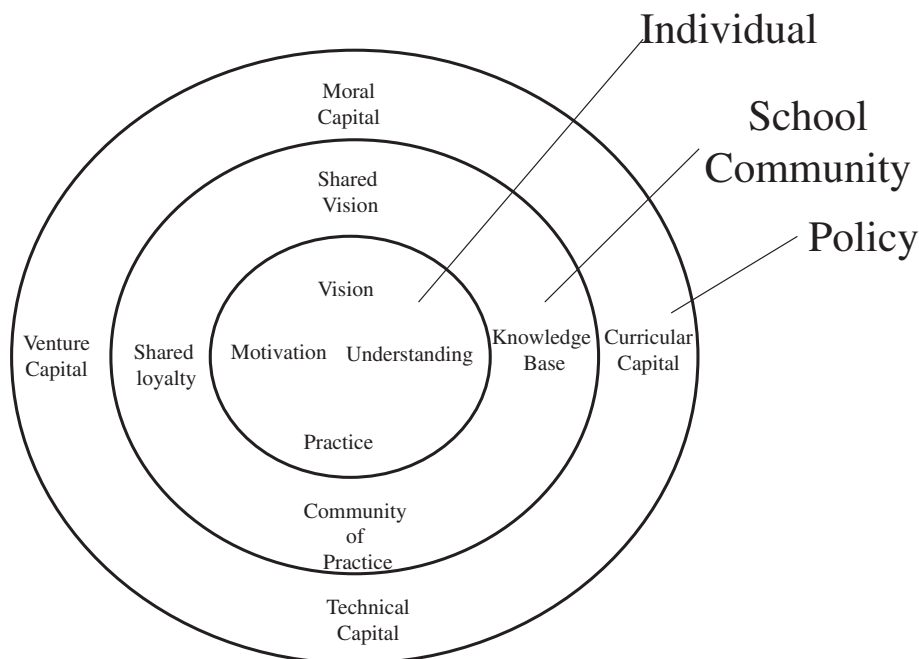 Individual
Moral
Capital
School
Community
Shared
Vision
Policy
Vision
Venture
Capital
Shared
loyalty
Motivation
Understanding
Knowledge
Base
Curricular
Capital
Practice
Community
of
Practice
Technical
Capital